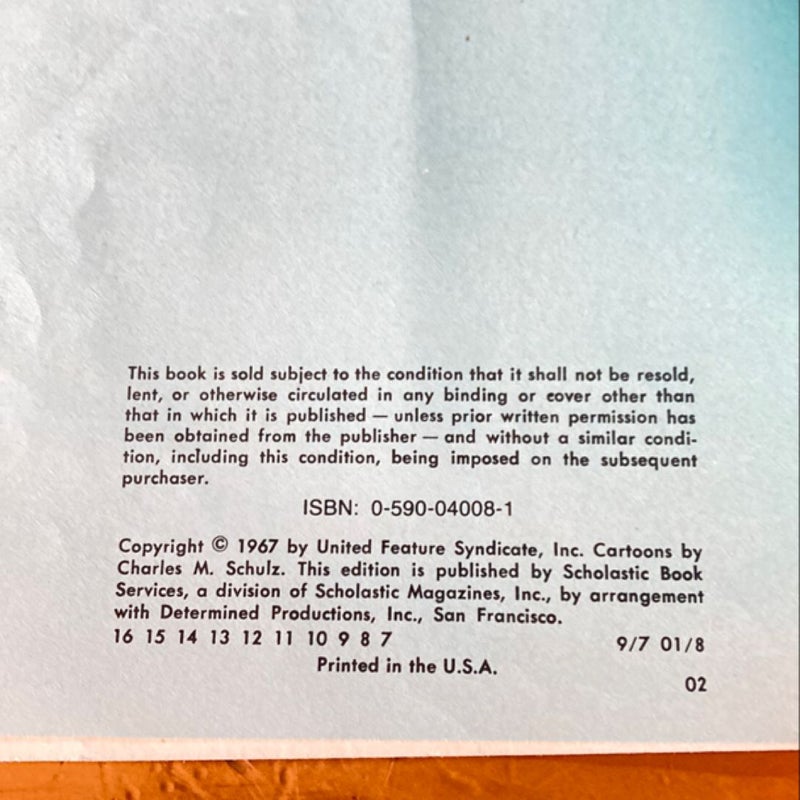 This book is sold subject to the condition that it shall not be resold,
lent, or otherwise circulated in any binding or cover other than
that in which it is published — unless prior written permission has
been obtained from the publisher — and without a similar condi-
tion, including this condition, being imposed on the subsequent
purchaser.
ISBN: 0-590-04008-1
Copyright © 1967 by United Feature Syndicate, Inc. Cartoons by
Charles M. Schulz. This edition is published by Scholastic Book
Services, a division of Scholastic Magazines, Inc., by arrangement
with Determined Productions, Inc., San Francisco.
16 15 14 13 12 11 10 9 8 7 9/7 01/8
Printed in the U.S.A.
02